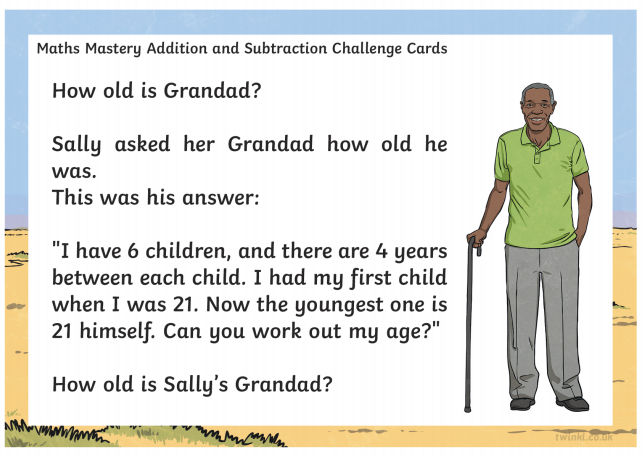 Maths Mastery Addition and Subtraction Challenge Cards
How old is Grandad?
Sally asked her Grandad how old he
was.
This was his answer:
"I have 6 children, and there are 4 years
between each child. I had my first child
when I was 21. Now the youngest one is
21 himself. Can you work out my age?"
How old is Sally's Grandad?
twinkl.co.uk